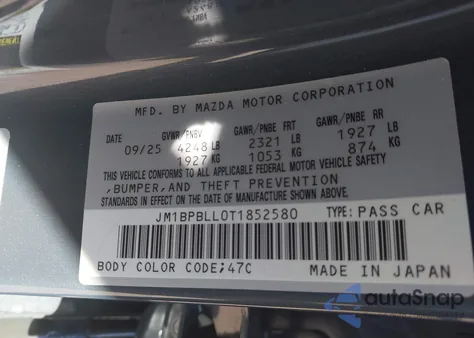 MFD. BY MAZDA MOTOR CORPORATION
DATE GVWR/PNBV GAWR/PNBE FRT GAWR/PNBE RR
09/25 4248 LB 2321 LB 1927 LB
1927 KG 1053 KG 874 KG
THIS VEHICLE CONFORMS TO ALL APPLICABLE FEDERAL MOTOR VEHICLE SAFETY
,BUMPER,AND THEFT PREVENTION
STANDARDS IN EFFECT ON THE DATE OF MANUFACTURE SHOWN ABOVE.
JM1BPBLL0T1852580 TYPE: PASS CAR
BODY COLOR CODE;47C MADE IN JAPAN
autoSnap